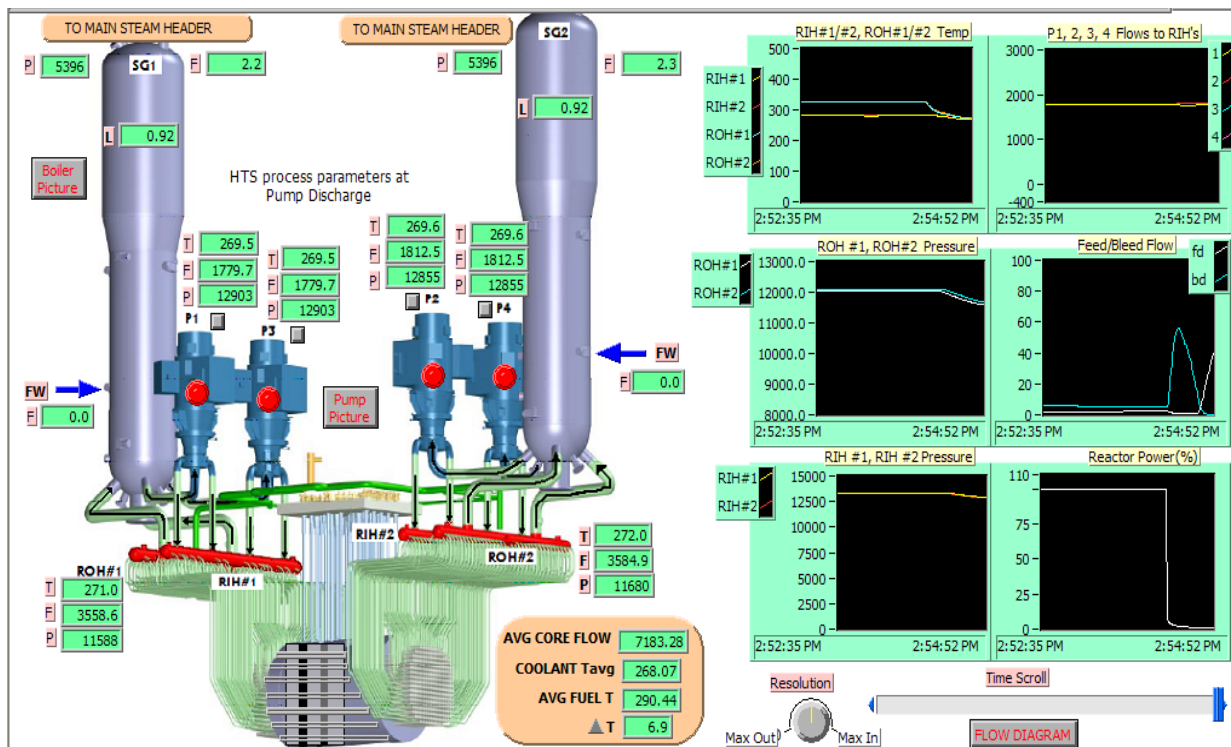 TO MAIN STEAM HEADER
P 5396
SG1
F 2.2
L 0.92
Boiler
Picture
TO MAIN STEAM HEADER
SG2
P 5396
F 2.3
L 0.92
HTS process parameters at
Pump Discharge
T 269.5
F 1779.7
P 12903
P1
T 269.5
F 1779.7
P 12903
P3
T 269.6
F 1812.5
P 12855
P2
T 269.6
F 1812.5
P 12855
P4
FW
F 0.0
Pump
Picture
FW
F 0.0
RIH#2
ROH#2
ROH#1
RIH#1
T 271.0
F 3558.6
P 11588
T 272.0
F 3584.9
P 11680
AVG CORE FLOW 7183.28
COOLANT Tavg 268.07
AVG FUEL T 290.44
T 6.9
RIH#1/#2, ROH#1/#2 Temp
RIH#1
RIH#2
ROH#1
ROH#2
500
400
300
200
100
0
2:52:35 PM 2:54:52 PM
P1, 2, 3, 4 Flows to RIH's
1
2
3
4
3000
2000
1000
0
-400
2:52:35 PM 2:54:52 PM
ROH #1, ROH#2 Pressure
ROH#1
ROH#2
13000.0
12000.0
11000.0
10000.0
9000.0
8000.0
2:52:35 PM 2:54:52 PM
Feed/Bleed Flow
fd
bd
100
80
60
40
20
0
2:52:35 PM 2:54:52 PM
RIH #1, RIH #2 Pressure
RIH#1
RIH#2
15000
12500
10000
7500
5000
2500
0
2:52:35 PM 2:54:52 PM
Reactor Power(%)
110
75
50
25
0
2:52:35 PM 2:54:52 PM
Resolution
Max Out
Max In
Time Scroll
FLOW DIAGRAM